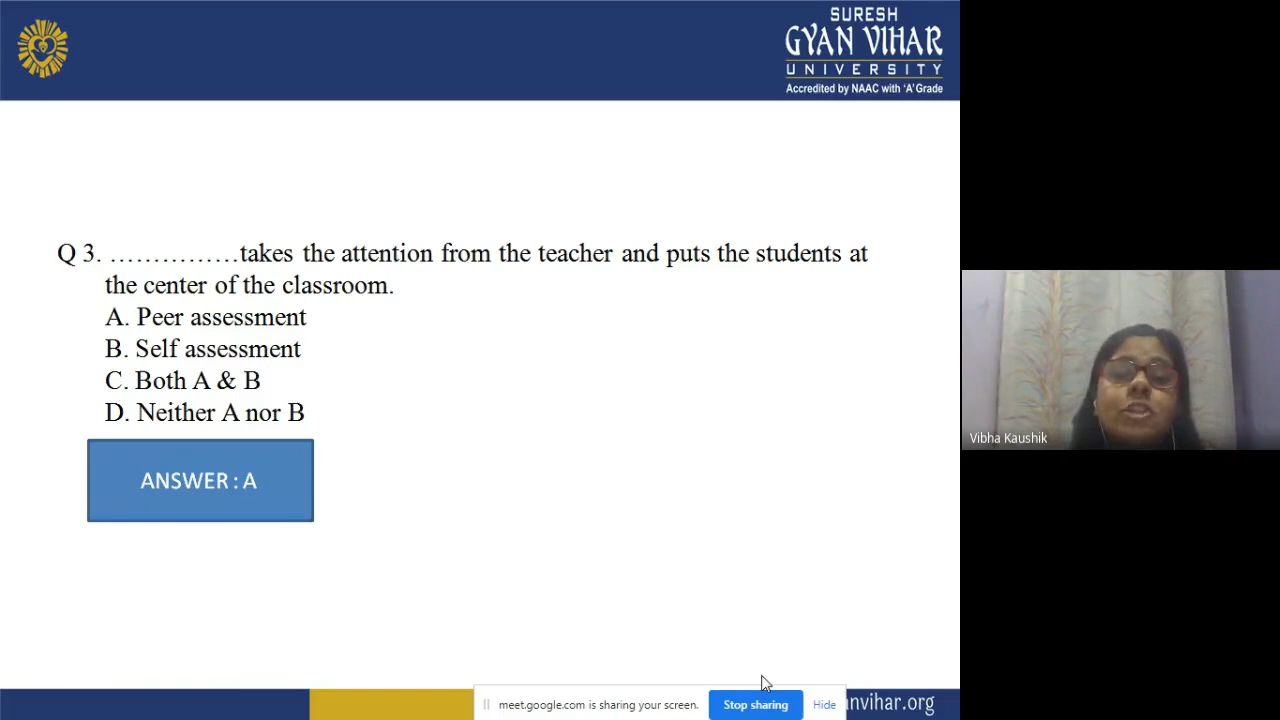 SURESH
GYAN VIHAR
UNIVERSITY
Accredited by NAAC with 'A' Grade
Q 3. ……………takes the attention from the teacher and puts the students at
the center of the classroom.
A. Peer assessment
B. Self assessment
C. Both A & B
D. Neither A nor B
ANSWER : A
Vibha Kaushik
meet.google.com is sharing your screen.
Stop sharing
Hide
anvihar.org